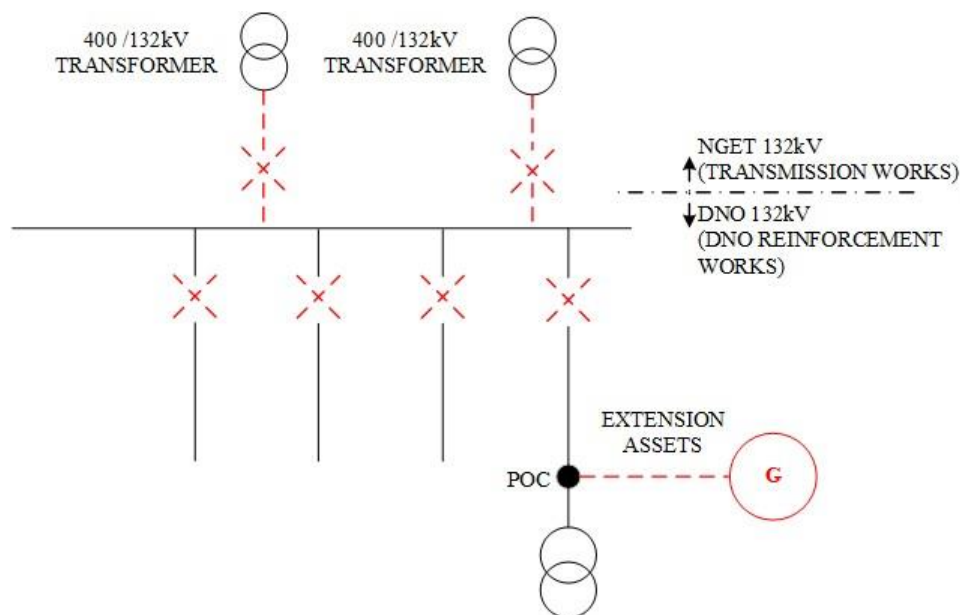 400 /132kV
TRANSFORMER
400 /132kV
TRANSFORMER
NGET 132kV
(TRANSMISSION WORKS)
DNO 132kV
(DNO REINFORCEMENT
WORKS)
EXTENSION
ASSETS
POC
G